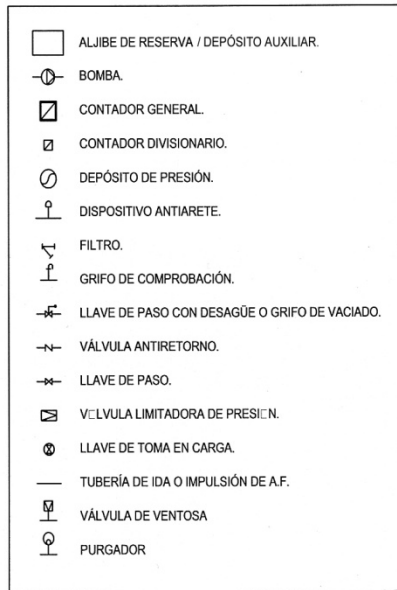 ALJIBE DE RESERVA / DEPÓSITO AUXILIAR.
BOMBA.
CONTADOR GENERAL.
CONTADOR DIVISIONARIO.
DEPÓSITO DE PRESIÓN.
DISPOSITIVO ANTIARETE.
FILTRO.
GRIFO DE COMPROBACIÓN.
LLAVE DE PASO CON DESAGÜE O GRIFO DE VACIADO.
VÁLVULA ANTIRETORNO.
LLAVE DE PASO.
V□LVULA LIMITADORA DE PRESI□N.
LLAVE DE TOMA EN CARGA.
TUBERÍA DE IDA O IMPULSIÓN DE A.F.
VÁLVULA DE VENTOSA
PURGADOR